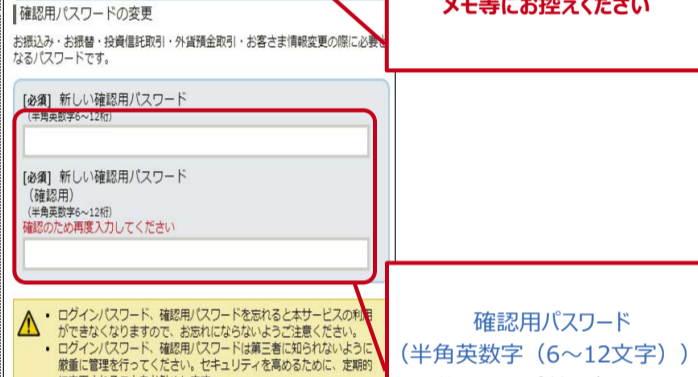 メモ等にお控えください
確認用パスワードの変更
お振込み・お振替・投資信託取引・外貨預金取引・お客さま情報変更の際に必要と
なるパスワードです。
[必須] 新しい確認用パスワード
(半角英数字6～12桁)
[必須] 新しい確認用パスワード
(確認用)
(半角英数字6～12桁)
確認のため再度入力してください
・ ログインパスワード、確認用パスワードを忘れると本サービスの利用
ができなくなりますので、お忘れにならないようご注意ください。
・ ログインパスワード、確認用パスワードは第三者に知られないように
厳重に管理を行ってください。セキュリティを高めるために、定期的
確認用パスワード
(半角英数字（6～12文字）)